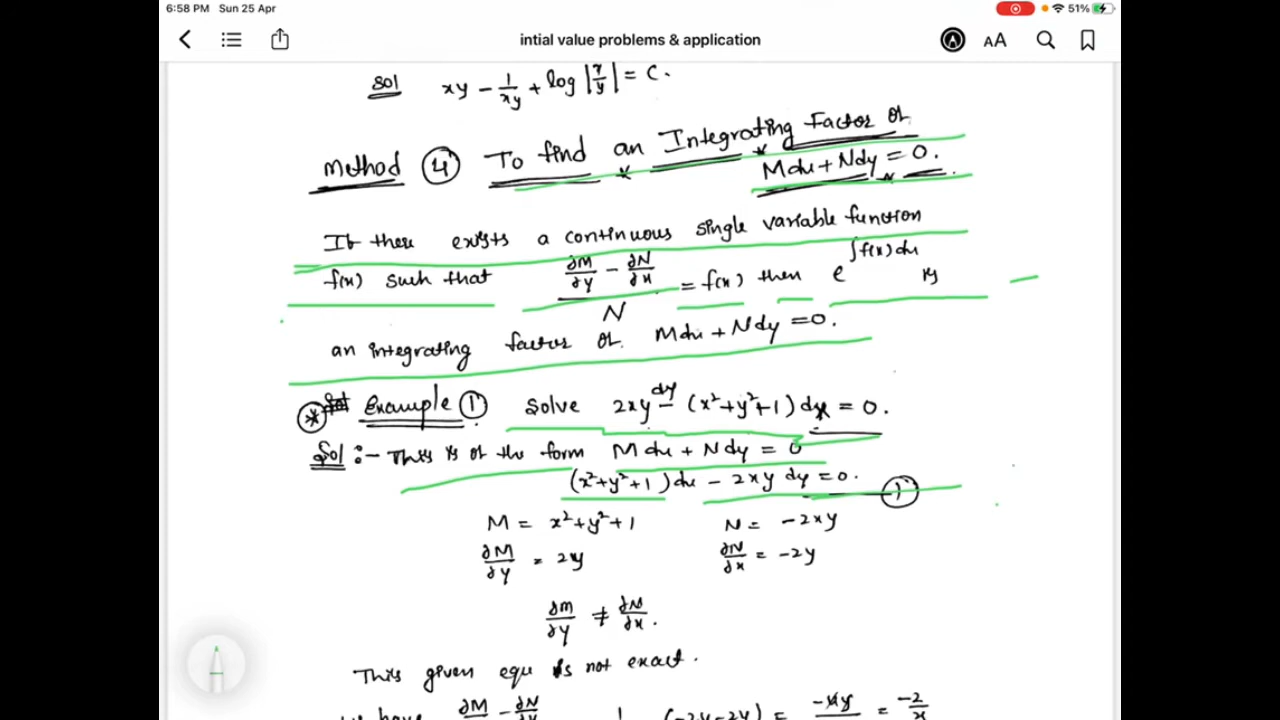 6:58 PM Sun 25 Apr 51%
intial value problems & application
AA
Sol xy - 1/xy + log |x/y| = C.
Method ④ To find an Integrating Factor of
Mdx + Ndy = 0.
If there exists a continuous single variable function
f(x) such that (∂M/∂y - ∂N/∂x)/N = f(x) then e^∫f(x)dx is
an integrating factor of Mdx + Ndy = 0.
Example ① Solve 2xy dy - (x²+y²+1) dx = 0.
Sol :- This is of the form Mdx + Ndy = 0
(x²+y²+1) dx - 2xy dy = 0. ①
M = x²+y²+1 N = -2xy
∂M/∂y = 2y ∂N/∂x = -2y
∂M/∂y ≠ ∂N/∂x.
This given equ is not exact.
∂M ∂N/ = -2/x